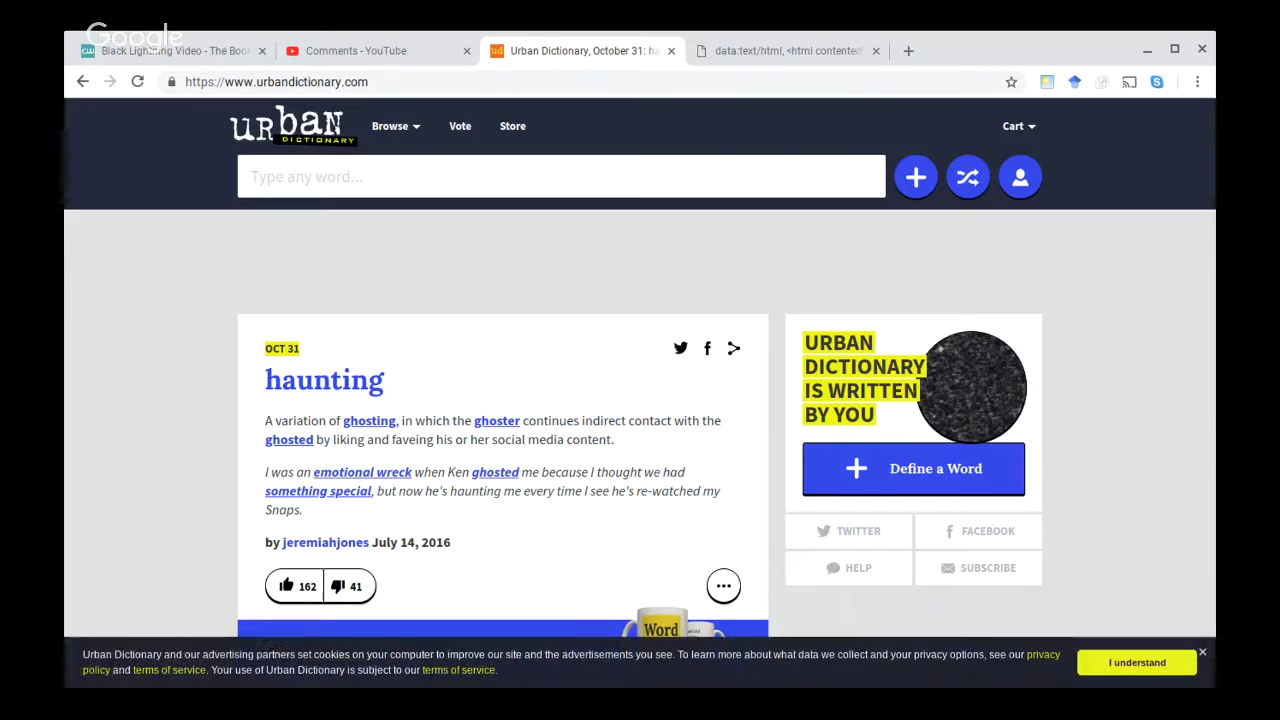 Google
Black Lightning Video - The Boo
Comments - YouTube
Urban Dictionary, October 31: ha
data:text/html, <html contented
https://www.urbandictionary.com
urban
DICTIONARY
Browse
Vote
Store
Cart
Type any word...
OCT 31
haunting
A variation of ghosting, in which the ghoster continues indirect contact with the
ghosted by liking and faveing his or her social media content.
I was an emotional wreck when Ken ghosted me because I thought we had
something special, but now he's haunting me every time I see he's re-watched my
Snaps.
by jeremiahjones July 14, 2016
162
41
URBAN
DICTIONARY
IS WRITTEN
BY YOU
Define a Word
TWITTER
FACEBOOK
HELP
SUBSCRIBE
Word
Urban Dictionary and our advertising partners set cookies on your computer to improve our site and the advertisements you see. To learn more about what data we collect and your privacy options, see our privacy
policy and terms of service. Your use of Urban Dictionary is subject to our terms of service.
I understand